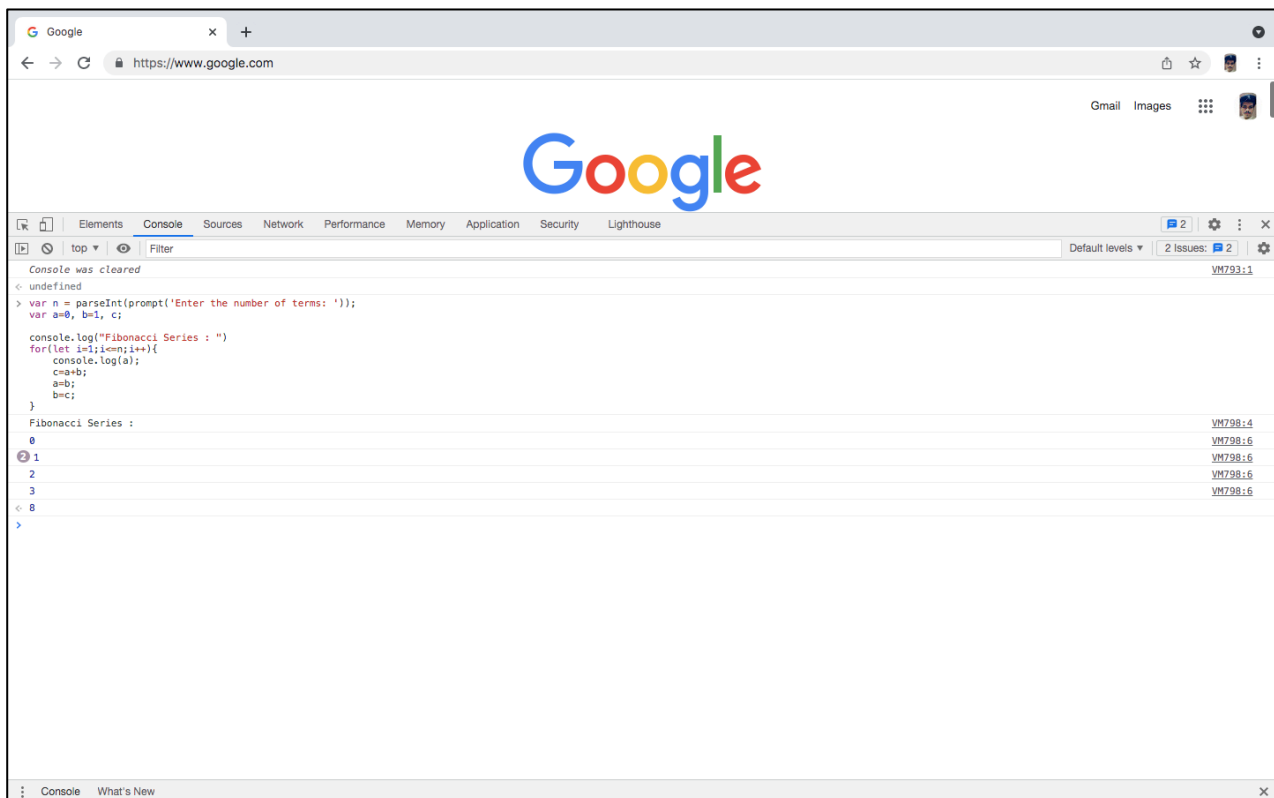 Google
https://www.google.com
Gmail Images
Google
Elements Console Sources Network Performance Memory Application Security Lighthouse 2
top ▼ Filter Default levels ▼ 2 Issues: 2
Console was cleared VM793:1
undefined
var n = parseInt(prompt('Enter the number of terms: '));
var a=0, b=1, c;
console.log("Fibonacci Series : ")
for(let i=1;i<=n;i++){
console.log(a);
c=a+b;
a=b;
b=c;
}
Fibonacci Series : VM798:4
0 VM798:6
2 1 VM798:6
2 VM798:6
3 VM798:6
8
Console What's New